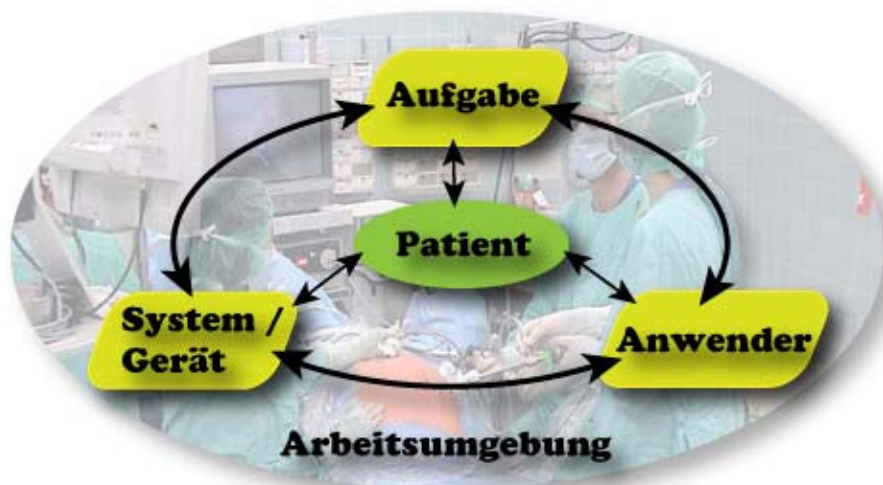 Aufgabe
Patient
System /
Gerät
Anwender
Arbeitsumgebung